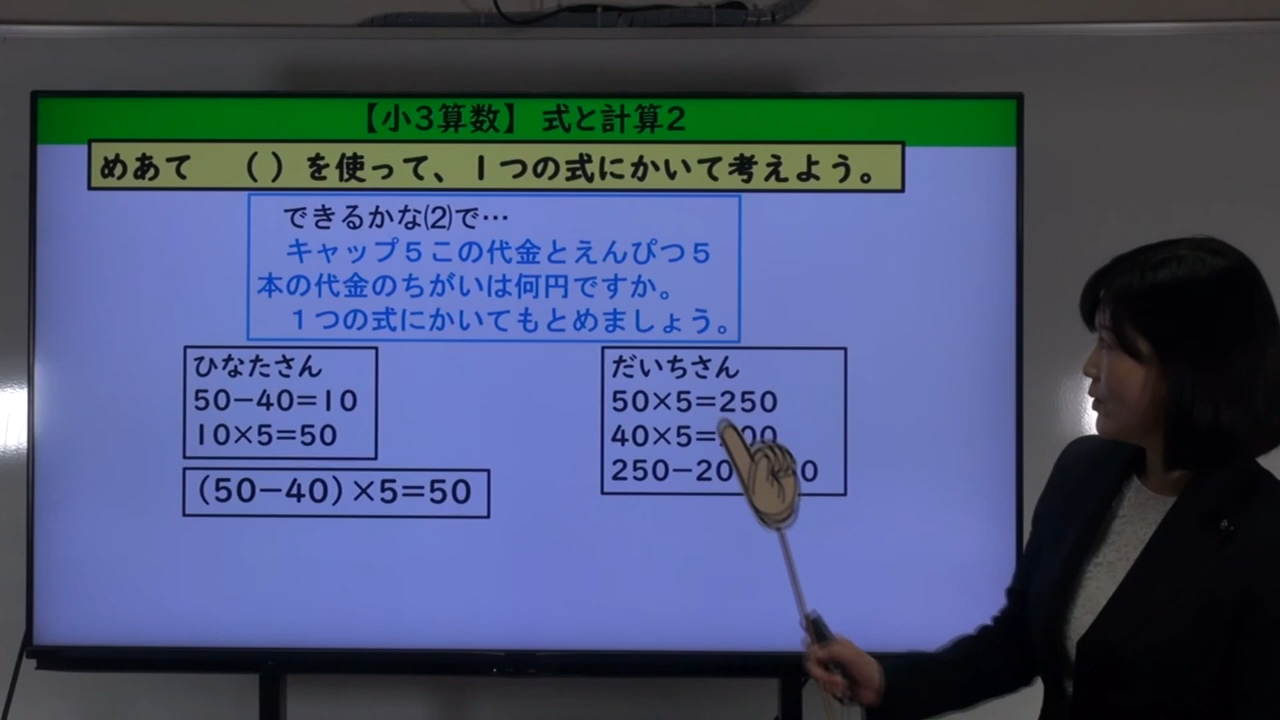 【小3算数】 式と計算2
めあて ( ) を使って、1つの式にかいて考えよう。
できるかな⑵で…
キャップ5この代金とえんぴつ5
本の代金のちがいは何円ですか。
1つの式にかいてもとめましょう。
ひなたさん
50-40=10
10×5=50
(50-40)×5=50
だいちさん
50×5=250
40×5=
250-20